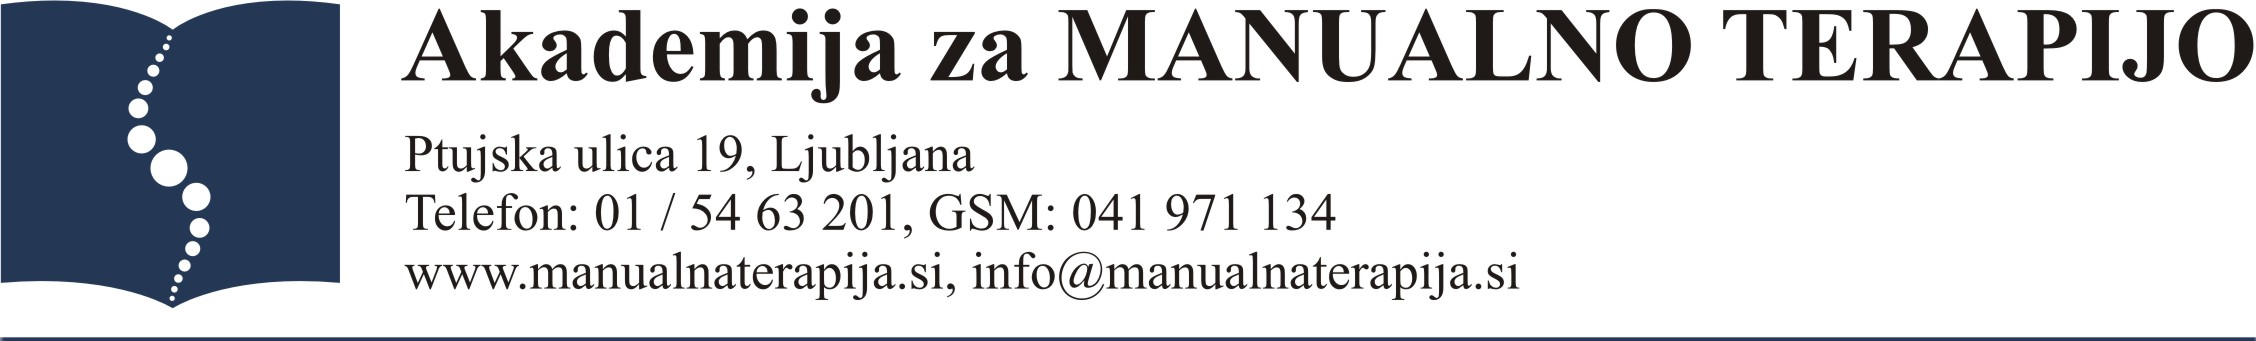 Akademija za MANUALNO TERAPIJO
Ptujska ulica 19, Ljubljana
Telefon: 01 / 54 63 201, GSM: 041 971 134
www.manualnaterapija.si, info@manualnaterapija.si